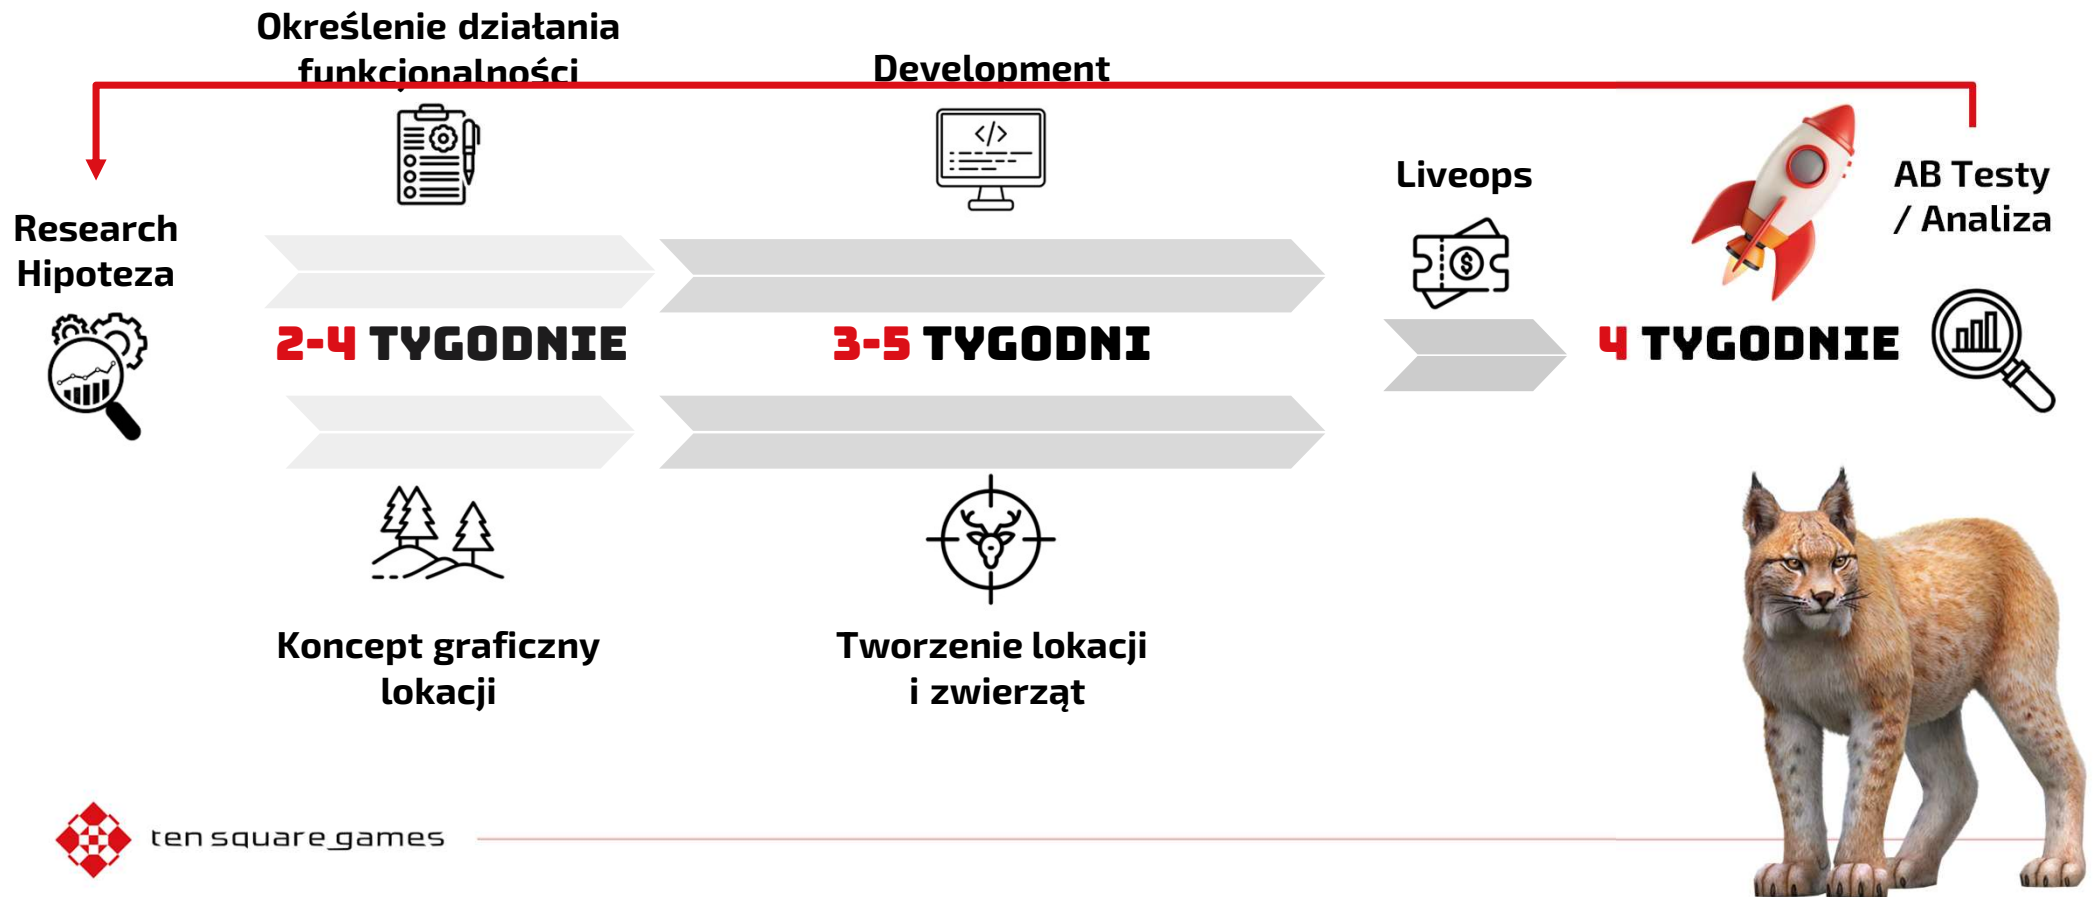 Określenie działania
funkcjonalności
Development
Research
Hipoteza
Liveops
AB Testy
/ Analiza
</>
2-4 TYGODNIE
3-5 TYGODNI
4 TYGODNIE
Koncept graficzny
lokacji
Tworzenie lokacji
i zwierząt
ten square games